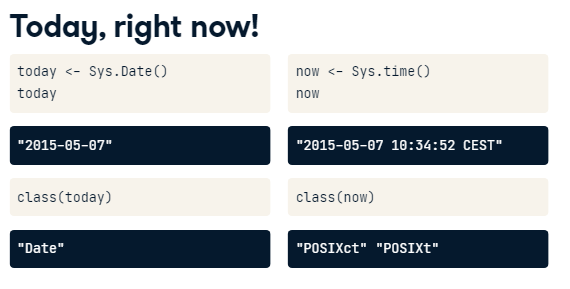 Today, right now!
today <- Sys.Date()
today
"2015-05-07"
class(today)
"Date"
now <- Sys.time()
now
"2015-05-07 10:34:52 CEST"
class(now)
"POSIXct" "POSIXt"